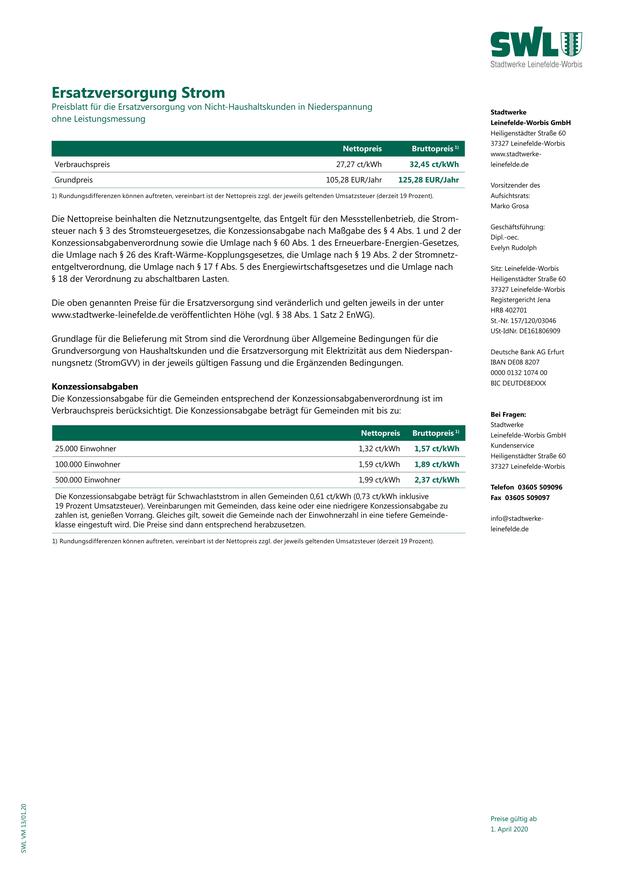 SWL
Stadtwerke Leinefelde-Worbis
Ersatzversorgung Strom
Preisblatt für die Ersatzversorgung von Nicht-Haushaltskunden in Niederspannung
ohne Leistungsmessung
Nettopreis Bruttopreis 1)
Verbrauchspreis 27,27 ct/kWh 32,45 ct/kWh
Grundpreis 105,28 EUR/Jahr 125,28 EUR/Jahr
1) Rundungsdifferenzen können auftreten, vereinbart ist der Nettopreis zzgl. der jeweils geltenden Umsatzsteuer (derzeit 19 Prozent).
Die Nettopreise beinhalten die Netznutzungsentgelte, das Entgelt für den Messstellenbetrieb, die Strom-
steuer nach § 3 des Stromsteuergesetzes, die Konzessionsabgabe nach Maßgabe des § 4 Abs. 1 und 2 der
Konzessionsabgabenverordnung sowie die Umlage nach § 60 Abs. 1 des Erneuerbare-Energien-Gesetzes,
die Umlage nach § 26 des Kraft-Wärme-Kopplungsgesetzes, die Umlage nach § 19 Abs. 2 der Stromnetz-
entgeltverordnung, die Umlage nach § 17 f Abs. 5 des Energiewirtschaftsgesetzes und die Umlage nach
§ 18 der Verordnung zu abschaltbaren Lasten.
Die oben genannten Preise für die Ersatzversorgung sind veränderlich und gelten jeweils in der unter
www.stadtwerke-leinefelde.de veröffentlichten Höhe (vgl. § 38 Abs. 1 Satz 2 EnWG).
Grundlage für die Belieferung mit Strom sind die Verordnung über Allgemeine Bedingungen für die
Grundversorgung von Haushaltskunden und die Ersatzversorgung mit Elektrizität aus dem Niederspan-
nungsnetz (StromGVV) in der jeweils gültigen Fassung und die Ergänzenden Bedingungen.
Konzessionsabgaben
Die Konzessionsabgabe für die Gemeinden entsprechend der Konzessionsabgabenverordnung ist im
Verbrauchspreis berücksichtigt. Die Konzessionsabgabe beträgt für Gemeinden mit bis zu:
Nettopreis Bruttopreis 1)
25.000 Einwohner 1,32 ct/kWh 1,57 ct/kWh
100.000 Einwohner 1,59 ct/kWh 1,89 ct/kWh
500.000 Einwohner 1,99 ct/kWh 2,37 ct/kWh
Die Konzessionsabgabe beträgt für Schwachlaststrom in allen Gemeinden 0,61 ct/kWh (0,73 ct/kWh inklusive
19 Prozent Umsatzsteuer). Vereinbarungen mit Gemeinden, dass keine oder eine niedrigere Konzessionsabgabe zu
zahlen ist, genießen Vorrang. Gleiches gilt, soweit die Gemeinde nach der Einwohnerzahl in eine tiefere Gemeinde-
klasse eingestuft wird. Die Preise sind dann entsprechend herabzusetzen.
1) Rundungsdifferenzen können auftreten, vereinbart ist der Nettopreis zzgl. der jeweils geltenden Umsatzsteuer (derzeit 19 Prozent).
Stadtwerke
Leinefelde-Worbis GmbH
Heiligenstädter Straße 60
37327 Leinefelde-Worbis
www.stadtwerke-
leinefelde.de
Vorsitzender des
Aufsichtsrats:
Marko Grosa
Geschäftsführung:
Dipl.-oec.
Evelyn Rudolph
Sitz: Leinefelde-Worbis
Heiligenstädter Straße 60
37327 Leinefelde-Worbis
Registergericht Jena
HRB 402701
St.-Nr. 157/120/03046
USt-IdNr. DE161806909
Deutsche Bank AG Erfurt
IBAN DE08 8207
0000 0132 1074 00
BIC DEUTDE8EXXX
Bei Fragen:
Stadtwerke
Leinefelde-Worbis GmbH
Kundenservice
Heiligenstädter Straße 60
37327 Leinefelde-Worbis
Telefon 03605 509096
Fax 03605 509097
info@stadtwerke-
leinefelde.de
Preise gültig ab
1. April 2020
SWL VM 13/01.20